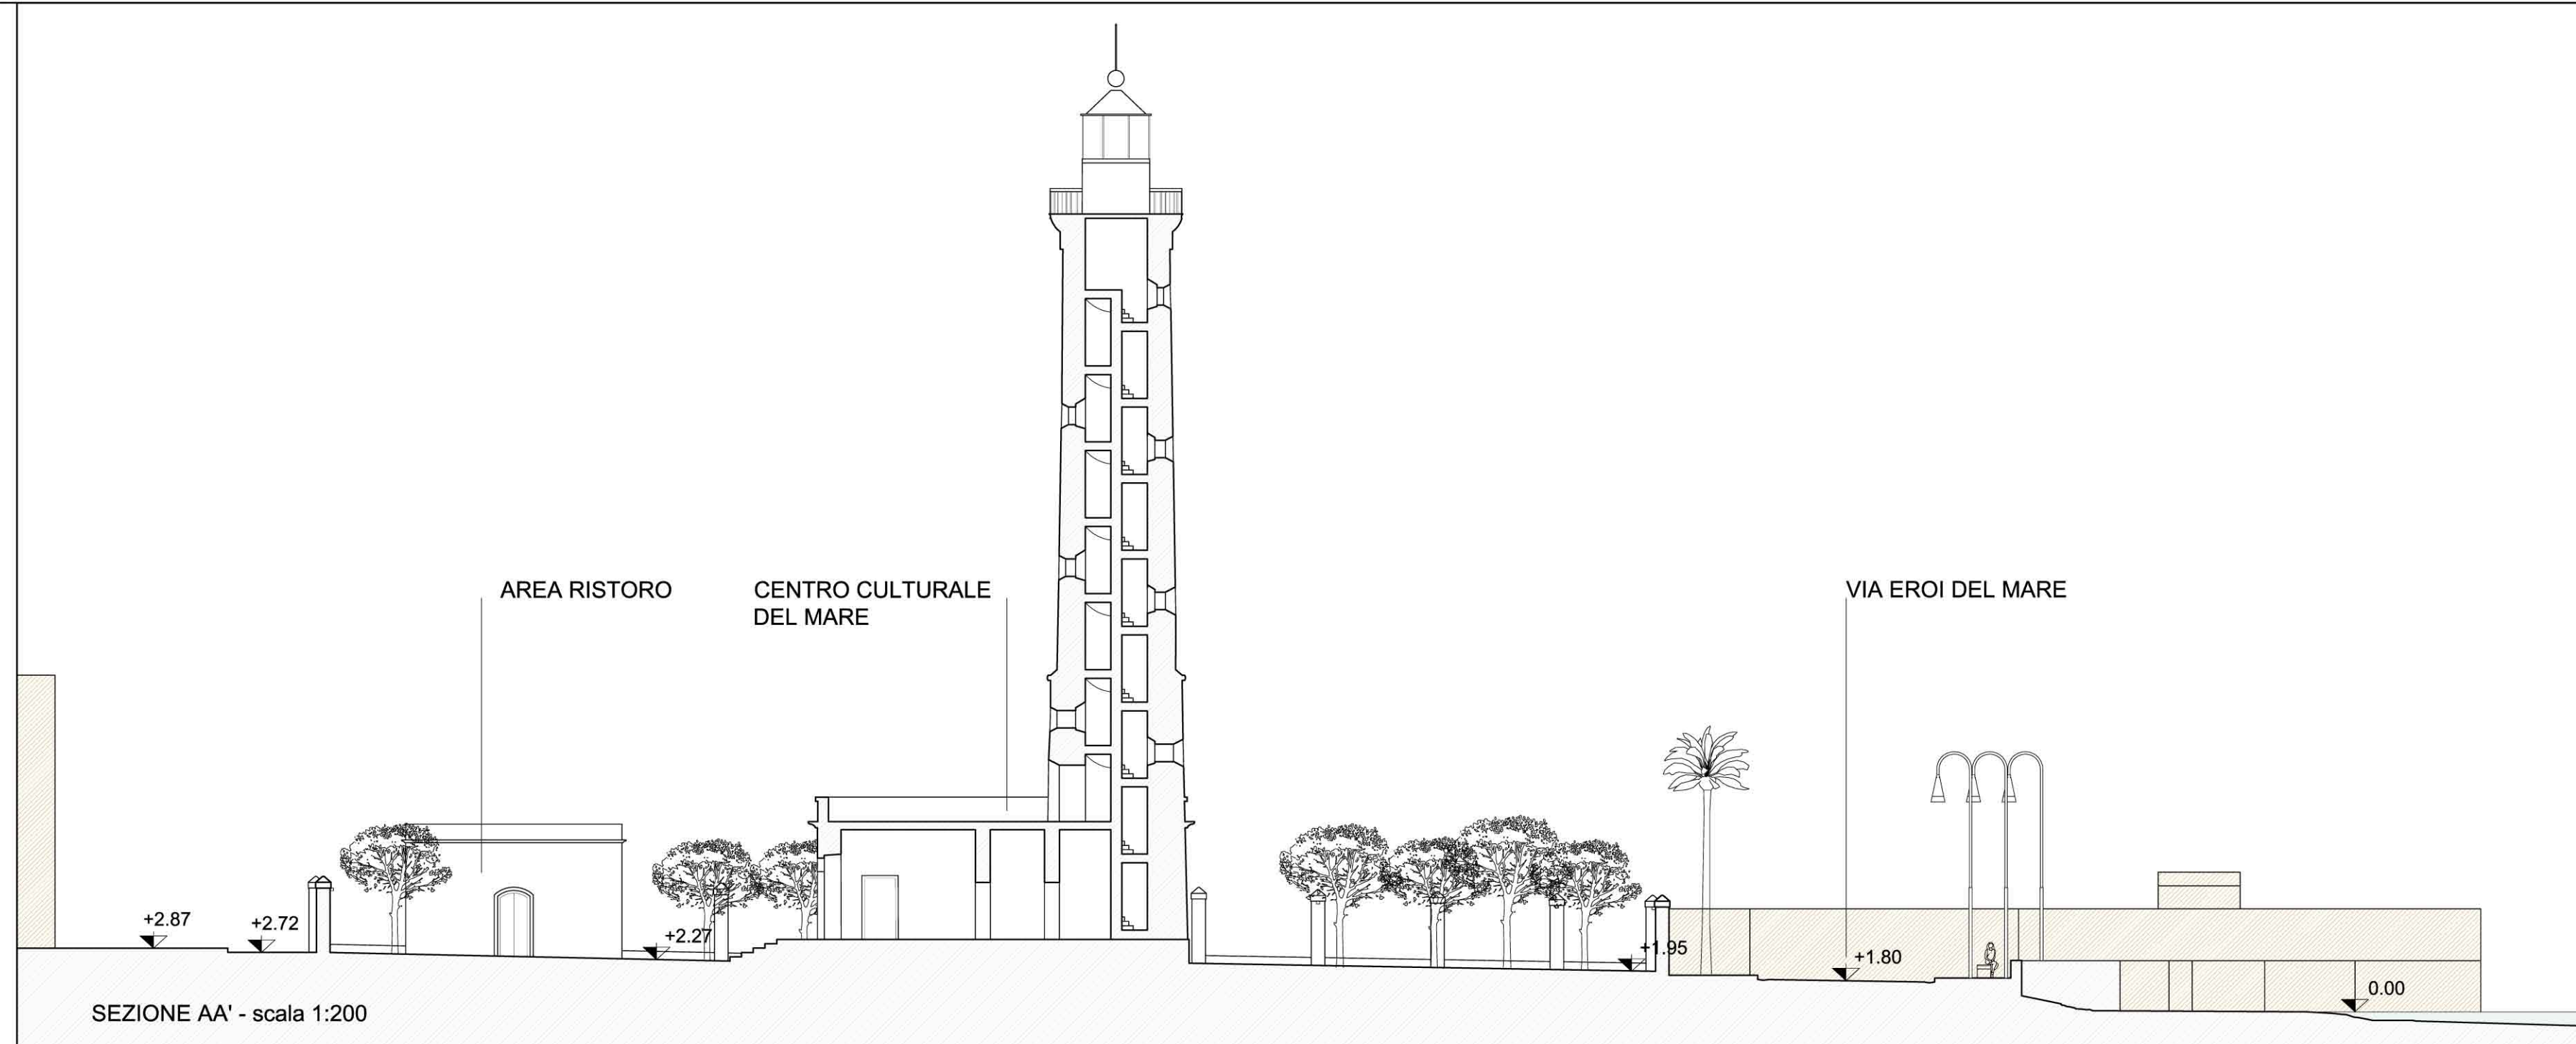 AREA RISTORO
CENTRO CULTURALE
DEL MARE
VIA EROI DEL MARE
+2.87
+2.72
+2.27
+1.95
+1.80
0.00
SEZIONE AA' - scala 1:200